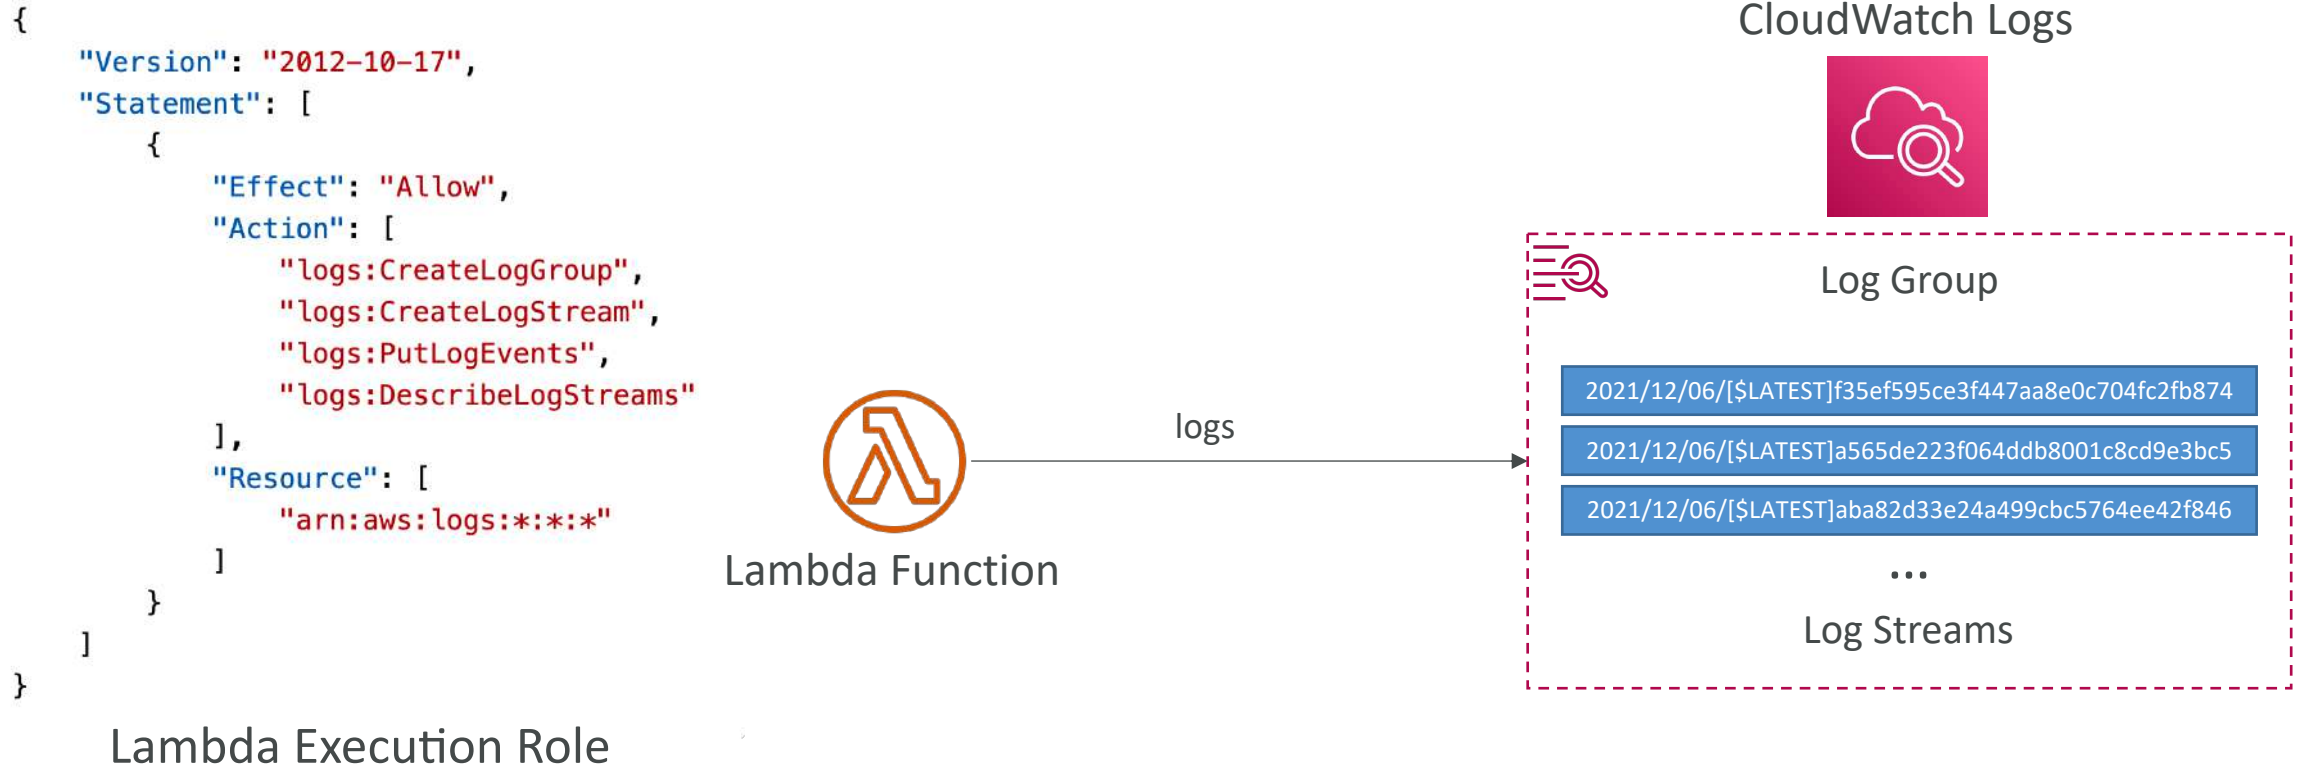 {
    "Version": "2012-10-17",
    "Statement": [
        {
            "Effect": "Allow",
            "Action": [
                "logs:CreateLogGroup",
                "logs:CreateLogStream",
                "logs:PutLogEvents",
                "logs:DescribeLogStreams"
            ],
            "Resource": [
                "arn:aws:logs:*:*:*"
            ]
        }
    ]
}
Lambda Execution Role
Lambda Function
logs
CloudWatch Logs
Log Group
2021/12/06/[$LATEST]f35ef595ce3f447aa8e0c704fc2fb874
2021/12/06/[$LATEST]a565de223f064ddb8001c8cd9e3bc5
2021/12/06/[$LATEST]aba82d33e24a499cbc5764ee42f846
...
Log Streams